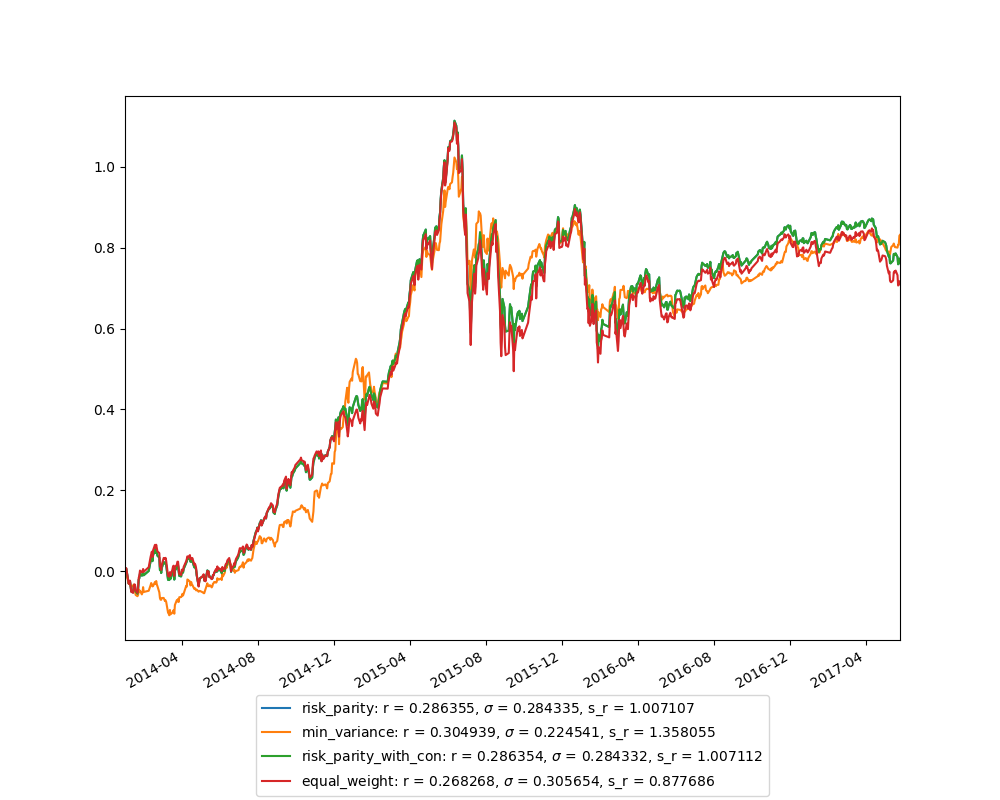 1.0
0.8
0.6
0.4
0.2
0.0
2014-04 2014-08 2014-12 2015-04 2015-08 2015-12 2016-04 2016-08 2016-12 2017-04
risk_parity: r = 0.286355, σ = 0.284335, s_r = 1.007107
min_variance: r = 0.304939, σ = 0.224541, s_r = 1.358055
risk_parity_with_con: r = 0.286354, σ = 0.284332, s_r = 1.007112
equal_weight: r = 0.268268, σ = 0.305654, s_r = 0.877686